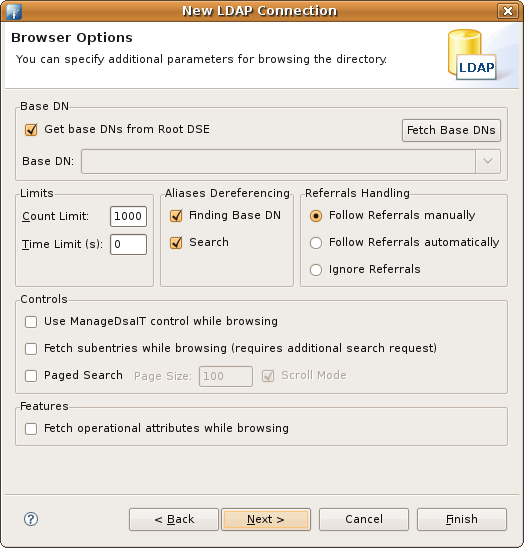 New LDAP Connection
Browser Options
You can specify additional parameters for browsing the directory.
LDAP
Base DN
Get base DNs from Root DSE
Fetch Base DNs
Base DN:
Limits
Count Limit: 1000
Time Limit (s): 0
Aliases Dereferencing
Finding Base DN
Search
Referrals Handling
Follow Referrals manually
Follow Referrals automatically
Ignore Referrals
Controls
Use ManageDsaIT control while browsing
Fetch subentries while browsing (requires additional search request)
Paged Search Page Size: 100 Scroll Mode
Features
Fetch operational attributes while browsing
? < Back Next > Cancel Finish